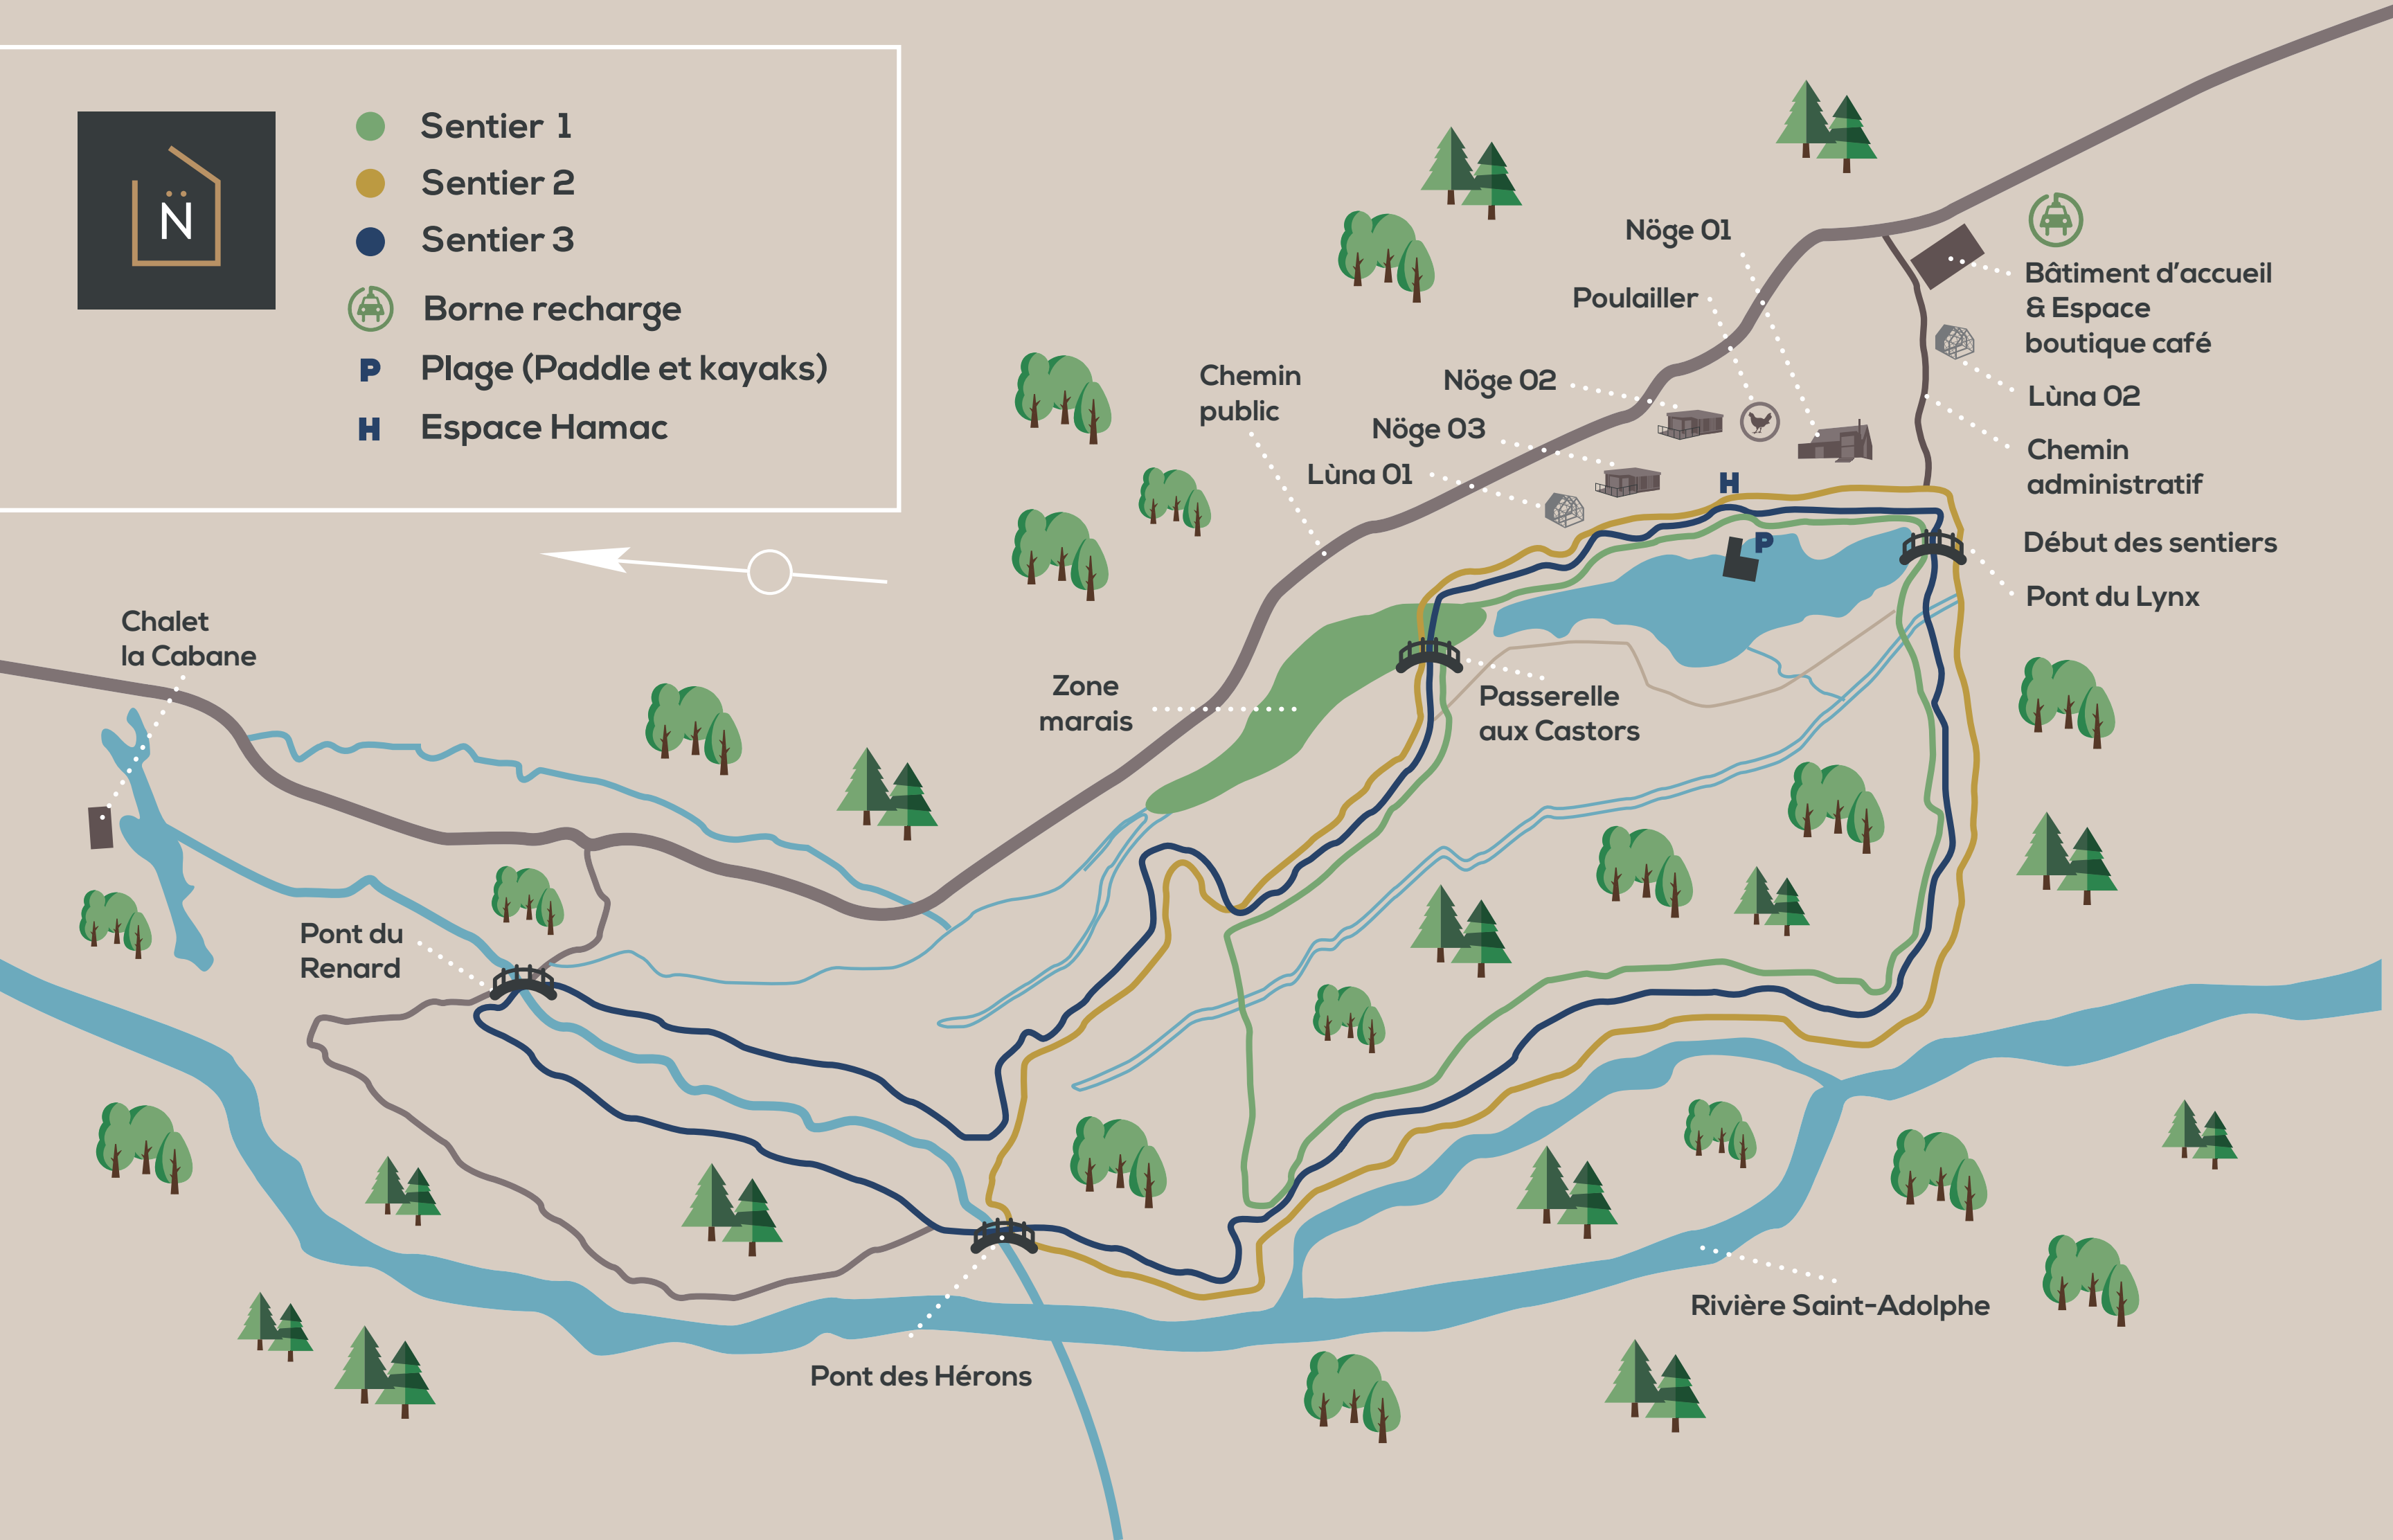 N̈
Sentier 1
Sentier 2
Sentier 3
Borne recharge
P Plage (Paddle et kayaks)
H Espace Hamac
Nöge 01
Poulailler
Chemin
public
Nöge 02
Nöge 03
Lùna 01
H
P
Bâtiment d’accueil
& Espace
boutique café
Lùna 02
Chemin
administratif
Début des sentiers
Pont du Lynx
Chalet
la Cabane
Zone
marais
Passerelle
aux Castors
Pont du
Renard
Rivière Saint-Adolphe
Pont des Hérons